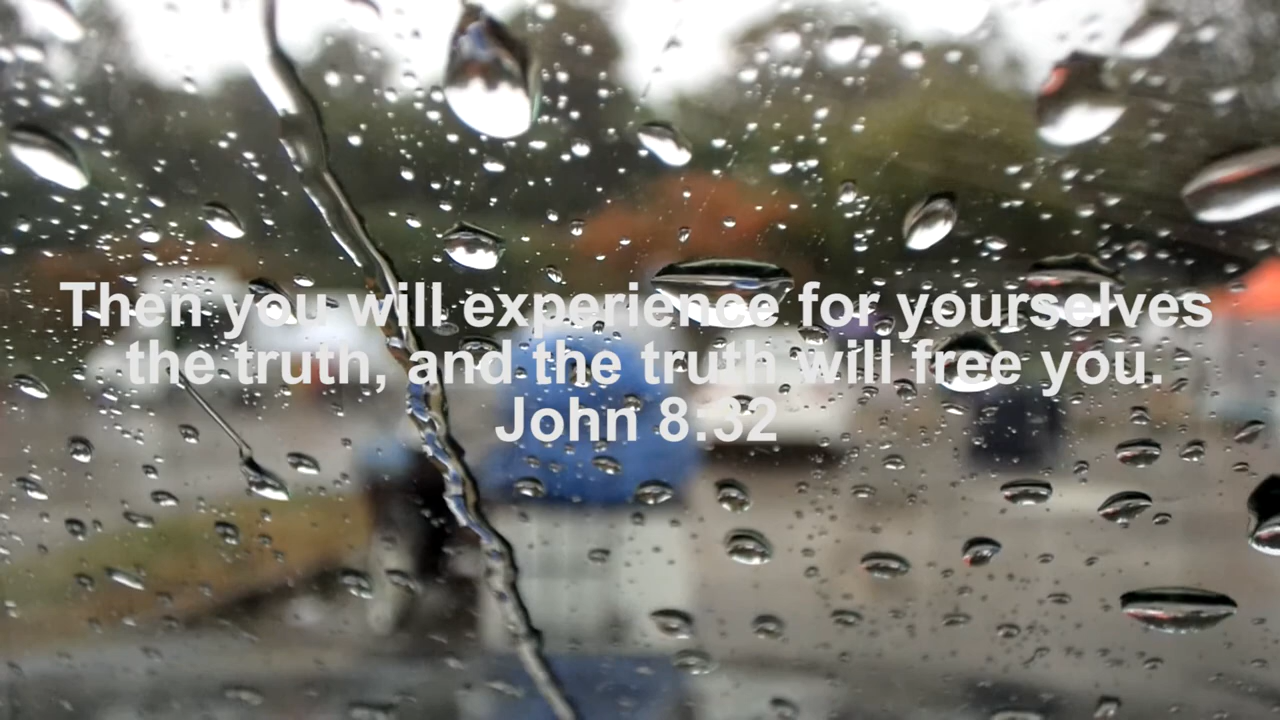 Then you will experience for yourselves
the truth, and the truth will free you.
John 8:32